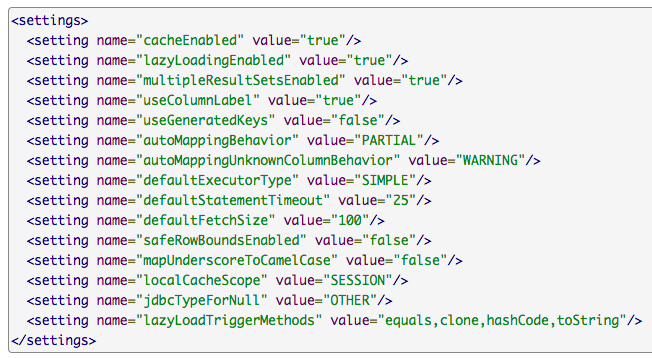 <settings>
<setting name="cacheEnabled" value="true"/>
<setting name="lazyLoadingEnabled" value="true"/>
<setting name="multipleResultSetsEnabled" value="true"/>
<setting name="useColumnLabel" value="true"/>
<setting name="useGeneratedKeys" value="false"/>
<setting name="autoMappingBehavior" value="PARTIAL"/>
<setting name="autoMappingUnknownColumnBehavior" value="WARNING"/>
<setting name="defaultExecutorType" value="SIMPLE"/>
<setting name="defaultStatementTimeout" value="25"/>
<setting name="defaultFetchSize" value="100"/>
<setting name="safeRowBoundsEnabled" value="false"/>
<setting name="mapUnderscoreToCamelCase" value="false"/>
<setting name="localCacheScope" value="SESSION"/>
<setting name="jdbcTypeForNull" value="OTHER"/>
<setting name="lazyLoadTriggerMethods" value="equals,clone,hashCode,toString"/>
</settings>